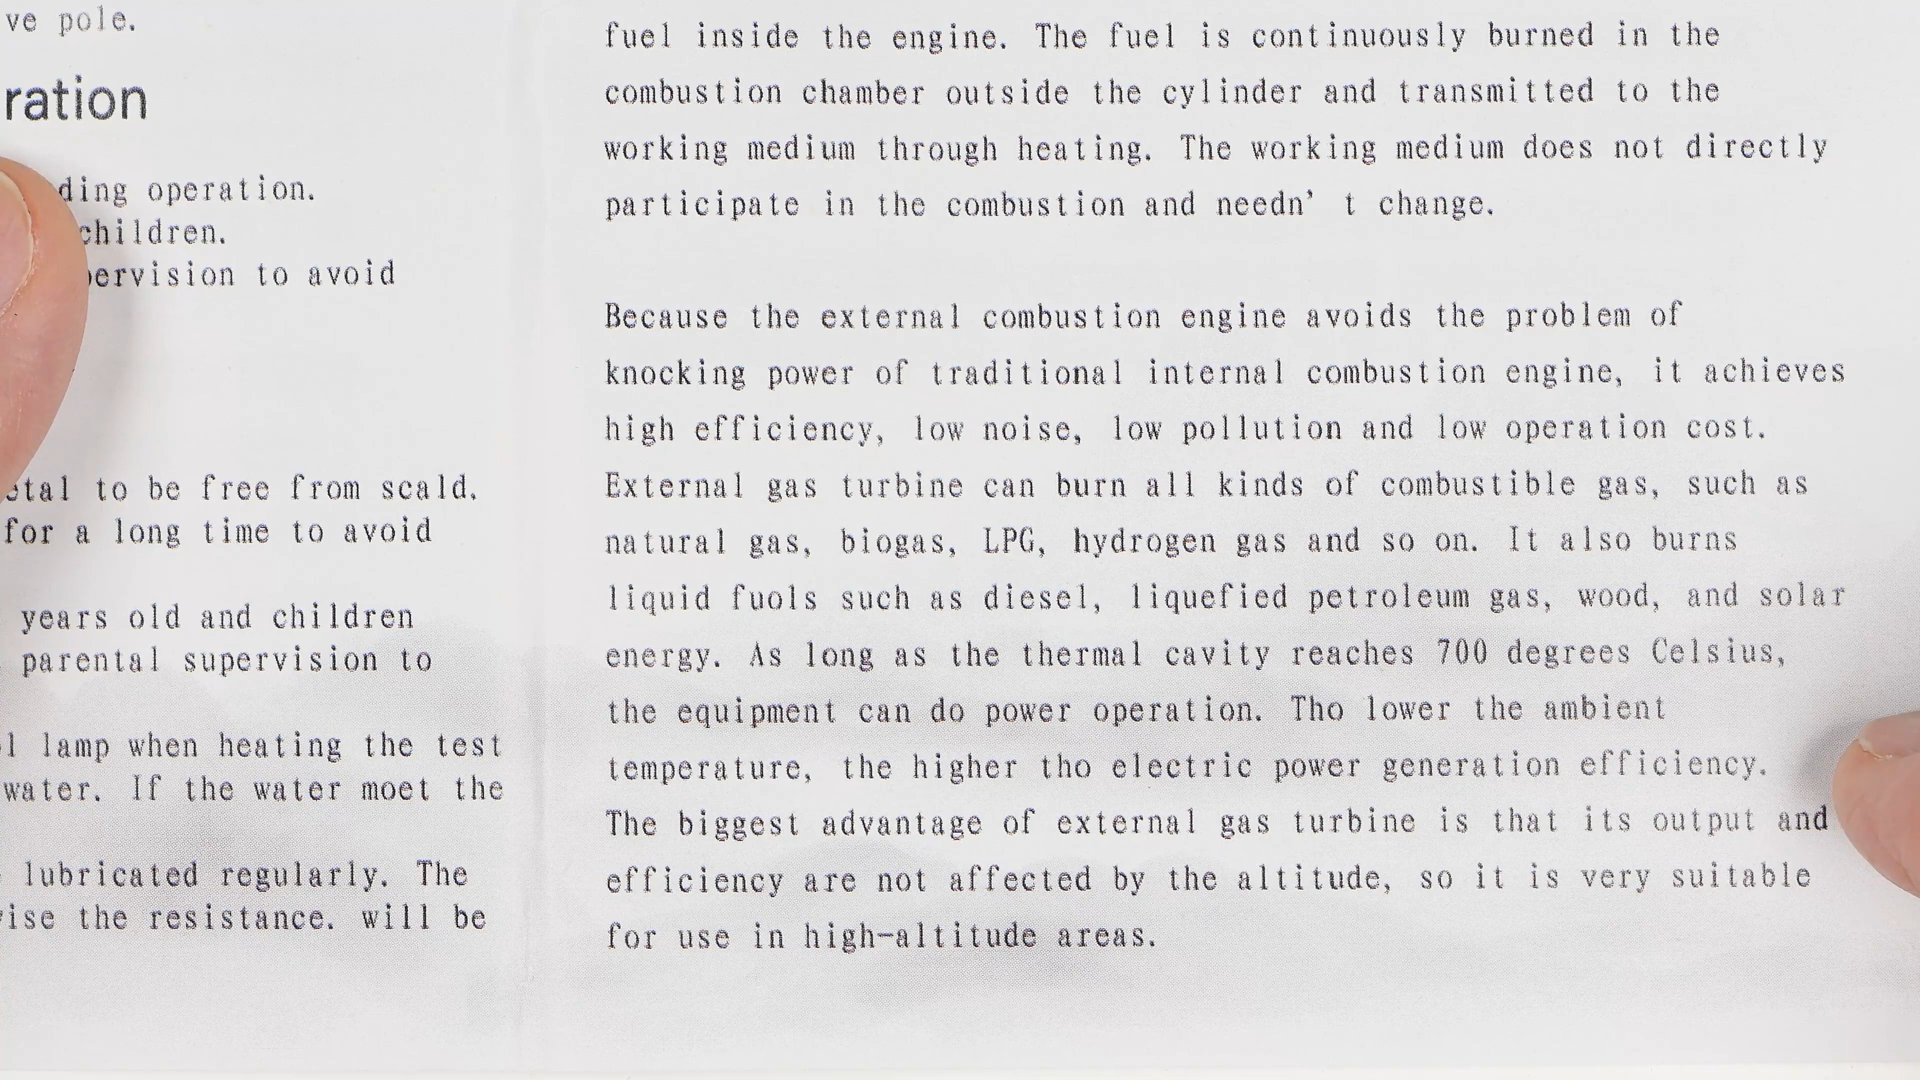 ve pole.
ration
ding operation.
children.
ervision to avoid
to be free from scald.
for a long time to avoid
years old and children
parental supervision to
lamp when heating the test
water. If the water moet the
lubricated regularly. The
the resistance. will be
fuel inside the engine. The fuel is continuously burned in the
combustion chamber outside the cylinder and transmitted to the
working medium through heating. The working medium does not directly
participate in the combustion and needn’ t change.
Because the external combustion engine avoids the problem of
knocking power of traditional internal combustion engine, it achieves
high efficiency, low noise, low pollution and low operation cost.
External gas turbine can burn all kinds of combustible gas, such as
natural gas, biogas, LPG, hydrogen gas and so on. It also burns
liquid fuols such as diesel, liquefied petroleum gas, wood, and solar
energy. As long as the thermal cavity reaches 700 degrees Celsius,
the equipment can do power operation. Tho lower the ambient
temperature, the higher tho electric power generation efficiency.
The biggest advantage of external gas turbine is that its output and
efficiency are not affected by the altitude, so it is very suitable
for use in high-altitude areas.